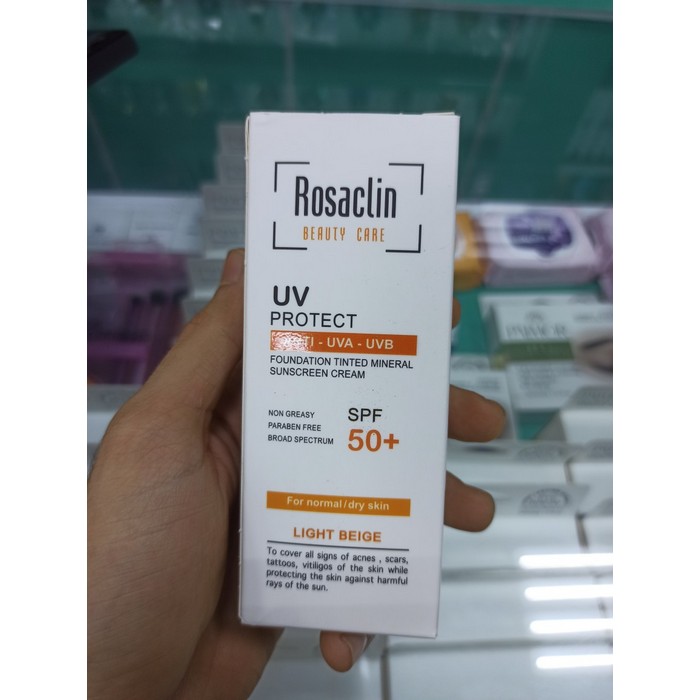 Rosaclin
BEAUTY CARE
UV
PROTECT
ANTI - UVA - UVB
FOUNDATION TINTED MINERAL
SUNSCREEN CREAM
NON GREASY
PARABEN FREE
BROAD SPECTRUM
SPF
50+
For normal/dry skin
LIGHT BEIGE
To cover all signs of acnes , scars,
tattoos, vitiligos of the skin while
protecting the skin against harmful
rays of the sun.